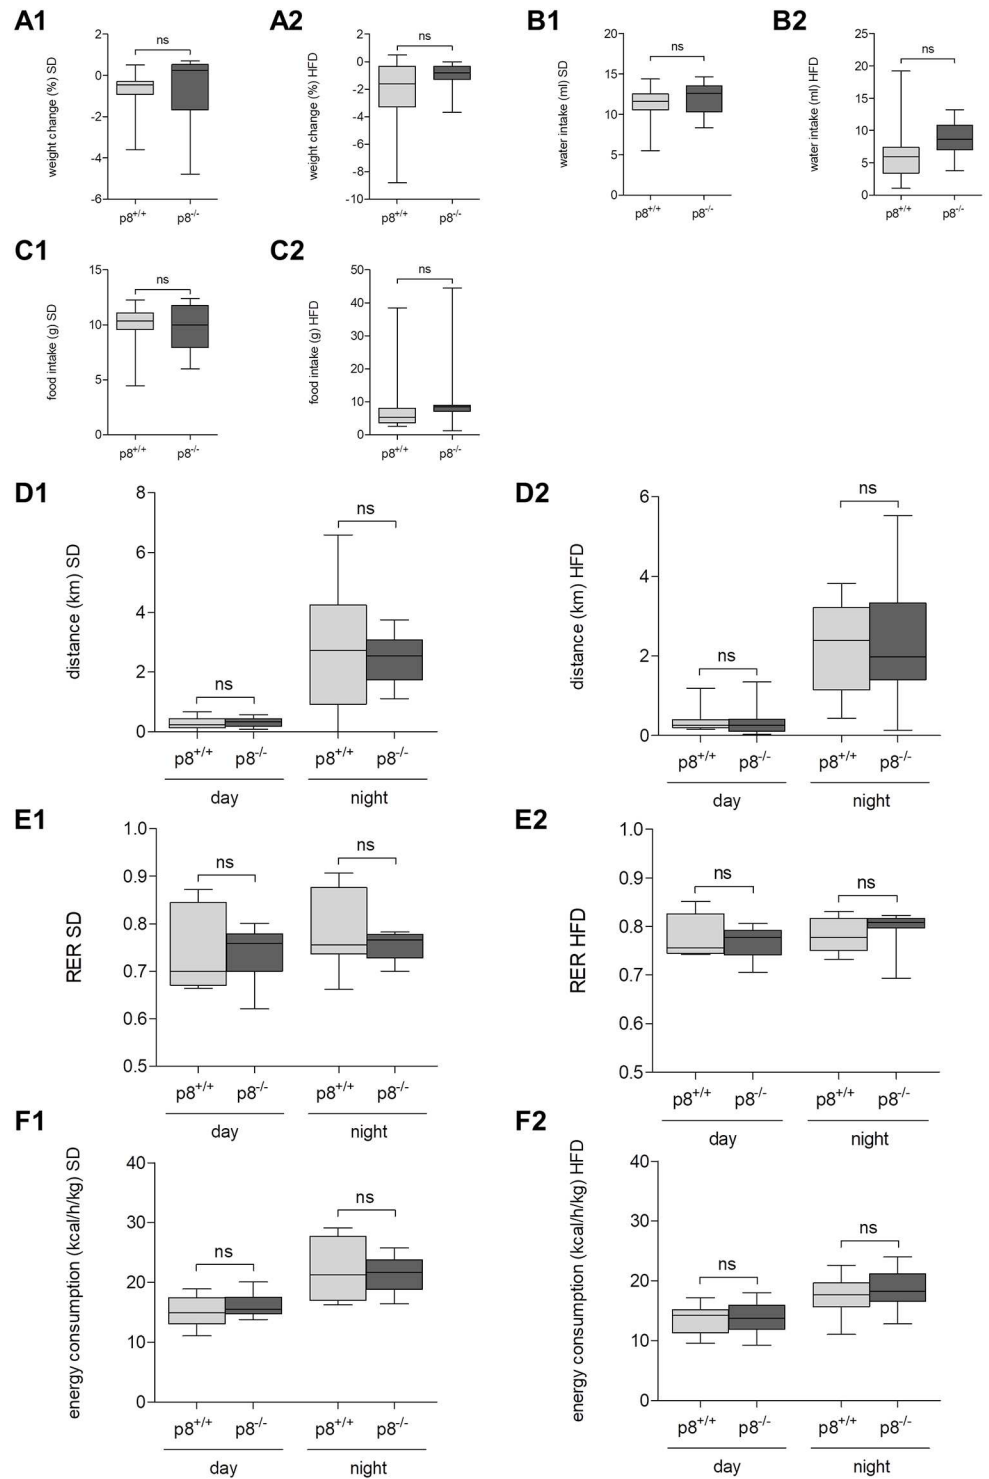 A1
weight change (%) SD
2
0
-2
-4
-6
ns
p8+/+
p8-/-
A2
weight change (%) HFD
2
0
-2
-4
-6
-8
-10
ns
p8+/+
p8-/-
B1
water intake (ml) SD
20
15
10
5
0
ns
p8+/+
p8-/-
B2
water intake (ml) HFD
25
20
15
10
5
0
ns
p8+/+
p8-/-
C1
food intake (g) SD
15
10
5
0
ns
p8+/+
p8-/-
C2
food intake (g) HFD
50
40
30
20
10
0
ns
p8+/+
p8-/-
D1
distance (km) SD
8
6
4
2
0
ns
ns
p8+/+
p8-/-
p8+/+
p8-/-
day
night
D2
distance (km) HFD
6
4
2
0
ns
ns
p8+/+
p8-/-
p8+/+
p8-/-
day
night
E1
RER SD
1.0
0.9
0.8
0.7
0.6
0.5
ns
ns
p8+/+
p8-/-
p8+/+
p8-/-
day
night
E2
RER HFD
1.0
0.9
0.8
0.7
0.6
0.5
ns
ns
p8+/+
p8-/-
p8+/+
p8-/-
day
night
F1
energy consumption (kcal/h/kg) SD
40
30
20
10
0
ns
ns
p8+/+
p8-/-
p8+/+
p8-/-
day
night
F2
energy consumption (kcal/h/kg) HFD
40
30
20
10
0
ns
ns
p8+/+
p8-/-
p8+/+
p8-/-
day
night